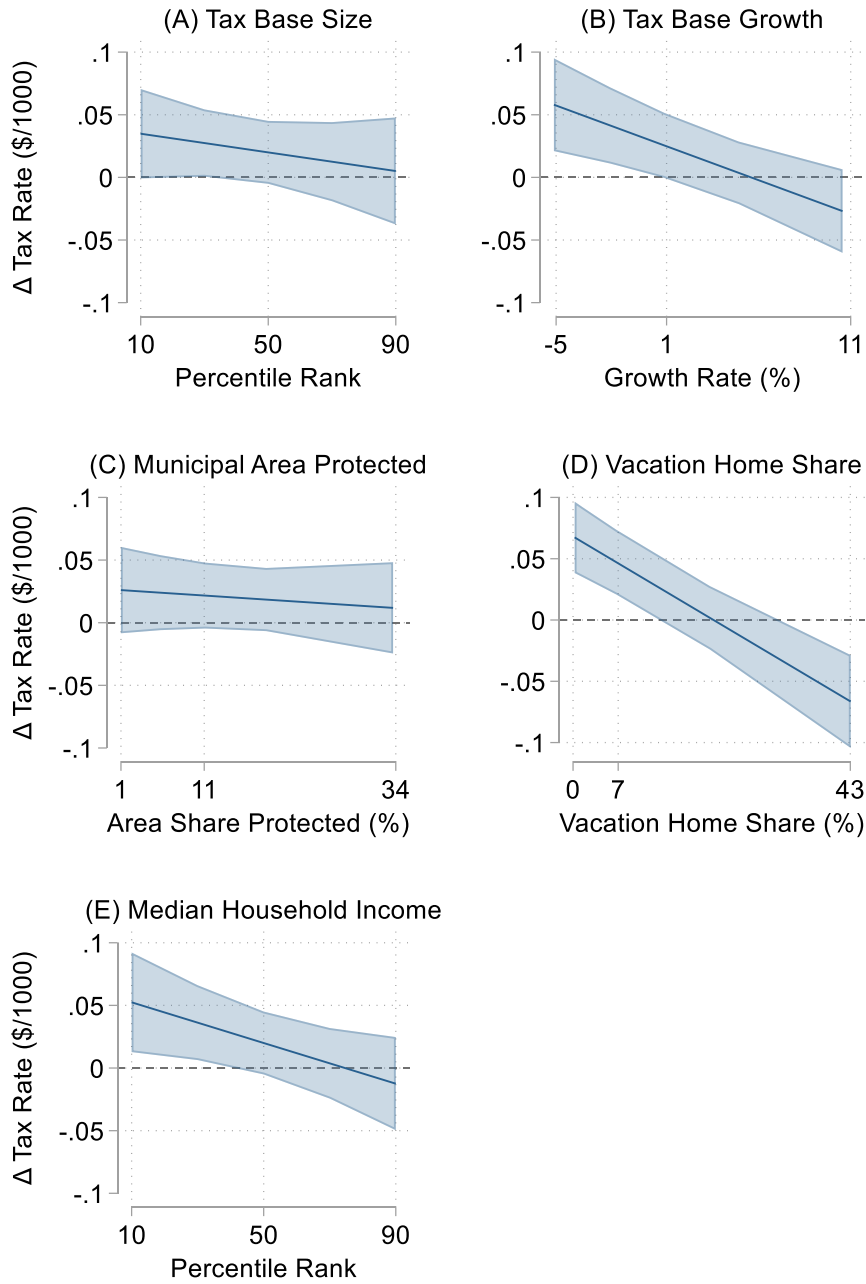 (A) Tax Base Size
Δ Tax Rate ($/1000)
.1
.05
0
-.05
-.1
10 50 90
Percentile Rank
(B) Tax Base Growth
.1
.05
0
-.05
-.1
-5 1 11
Growth Rate (%)
(C) Municipal Area Protected
Δ Tax Rate ($/1000)
.1
.05
0
-.05
-.1
1 11 34
Area Share Protected (%)
(D) Vacation Home Share
.1
.05
0
-.05
-.1
0 7 43
Vacation Home Share (%)
(E) Median Household Income
Δ Tax Rate ($/1000)
.1
.05
0
-.05
-.1
10 50 90
Percentile Rank